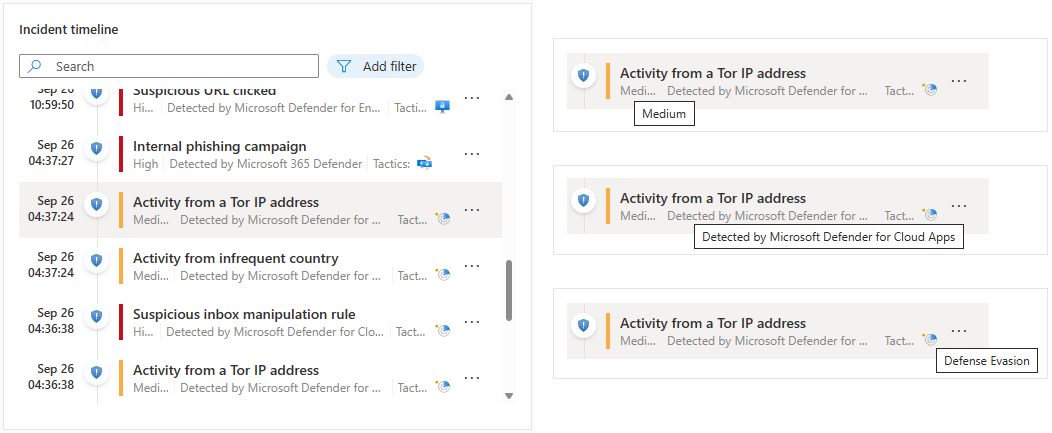 Incident timeline
Search
Add filter
Sep 26 Suspicious URL clicked
10:59:50 Hi... Detected by Microsoft Defender for En... Tacti... ...
Sep 26 Internal phishing campaign
04:37:27 High Detected by Microsoft 365 Defender Tactics: ...
Sep 26 Activity from a Tor IP address
04:37:24 Medi... Detected by Microsoft Defender for ... Tact... ...
Sep 26 Activity from infrequent country
04:37:24 Medi... Detected by Microsoft Defender for ... Tact... ...
Sep 26 Suspicious inbox manipulation rule
04:36:38 Hi... Detected by Microsoft Defender for Clo... Tact... ...
Sep 26 Activity from a Tor IP address
04:36:38 Medi... Detected by Microsoft Defender for ... Tact... ...
Activity from a Tor IP address
Medi... Detected by Microsoft Defender for ... Tact... ...
Medium
Activity from a Tor IP address
Medi... Detected by Microsoft Defender for ... Tact... ...
Detected by Microsoft Defender for Cloud Apps
Activity from a Tor IP address
Medi... Detected by Microsoft Defender for ... Tact... ...
Defense Evasion